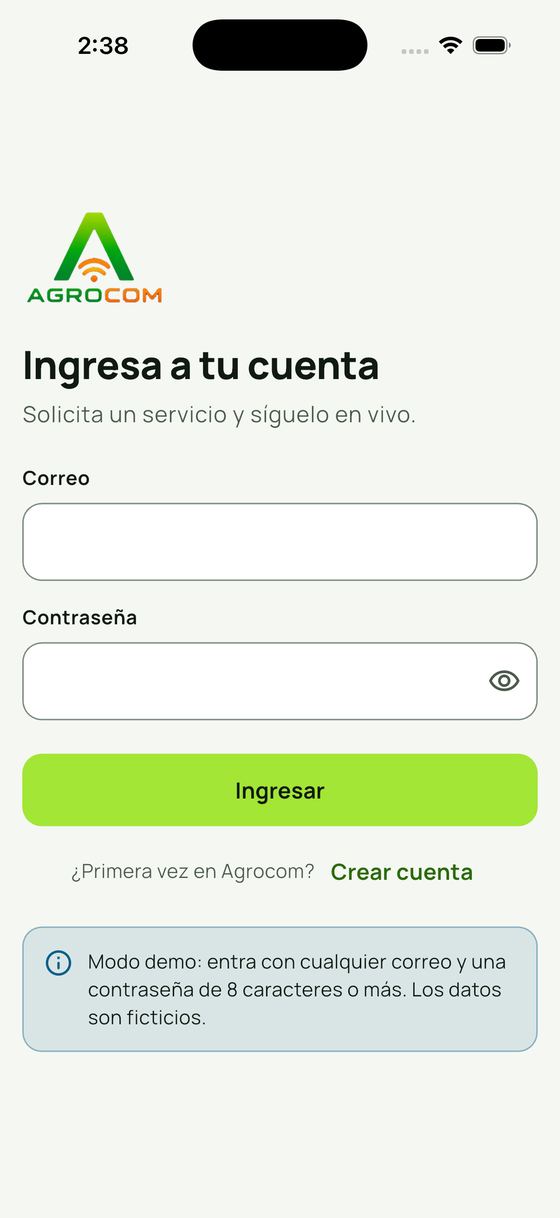 2:38
AGROCOM
Ingresa a tu cuenta
Solicita un servicio y síguelo en vivo.
Correo
Contraseña
Ingresar
¿Primera vez en Agrocom? Crear cuenta
Modo demo: entra con cualquier correo y una
contraseña de 8 caracteres o más. Los datos
son ficticios.